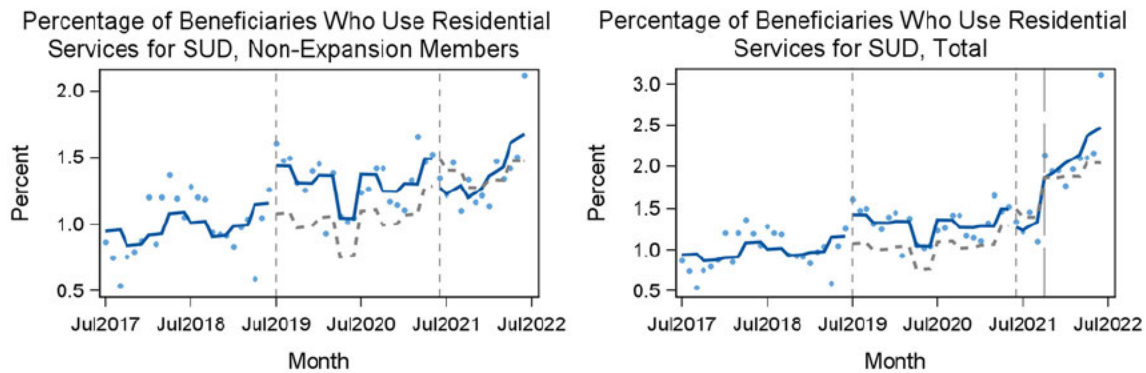 Percentage of Beneficiaries Who Use Residential
Services for SUD, Non-Expansion Members
2.0
1.5
1.0
0.5
Percent
Jul2017 Jul2018 Jul2019 Jul2020 Jul2021 Jul2022
Month
Percentage of Beneficiaries Who Use Residential
Services for SUD, Total
3.0
2.5
2.0
1.5
1.0
0.5
Percent
Jul2017 Jul2018 Jul2019 Jul2020 Jul2021 Jul2022
Month